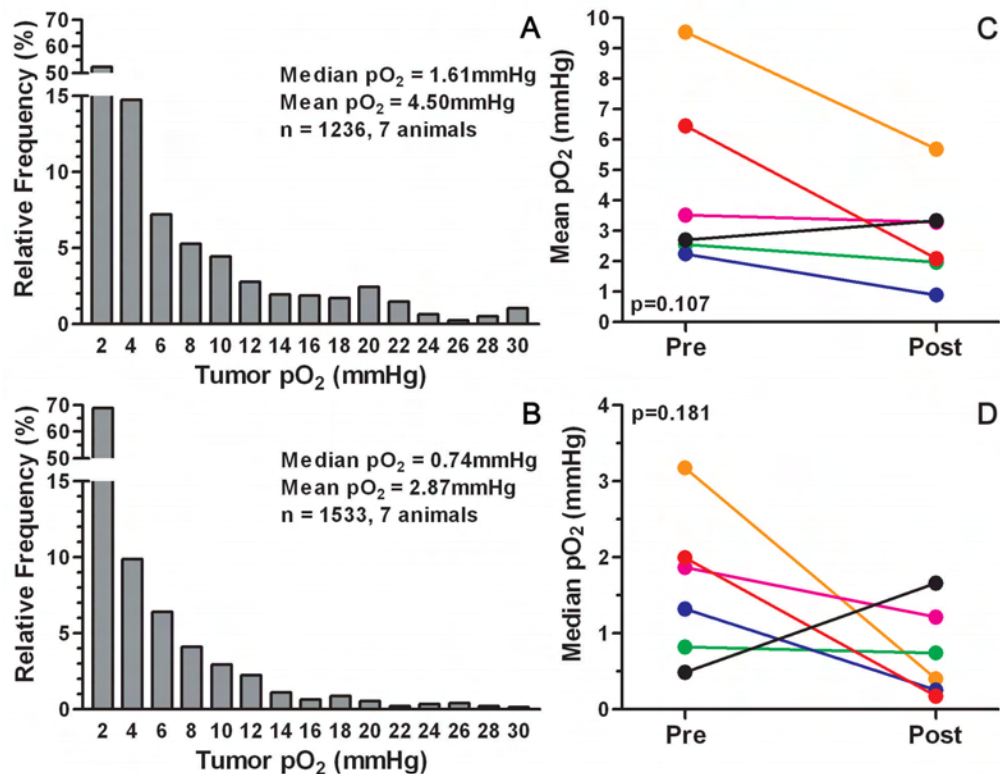 A
70
60
50
15
10
5
0
Relative Frequency (%)
Median pO₂ = 1.61mmHg
Mean pO₂ = 4.50mmHg
n = 1236, 7 animals
2 4 6 8 10 12 14 16 18 20 22 24 26 28 30
Tumor pO₂ (mmHg)
B
70
60
50
15
10
5
0
Relative Frequency (%)
Median pO₂ = 0.74mmHg
Mean pO₂ = 2.87mmHg
n = 1533, 7 animals
2 4 6 8 10 12 14 16 18 20 22 24 26 28 30
Tumor pO₂ (mmHg)
C
10
9
8
7
6
5
4
3
2
1
0
Mean pO₂ (mmHg)
p=0.107
Pre Post
D
4
3
2
1
0
Median pO₂ (mmHg)
p=0.181
Pre Post